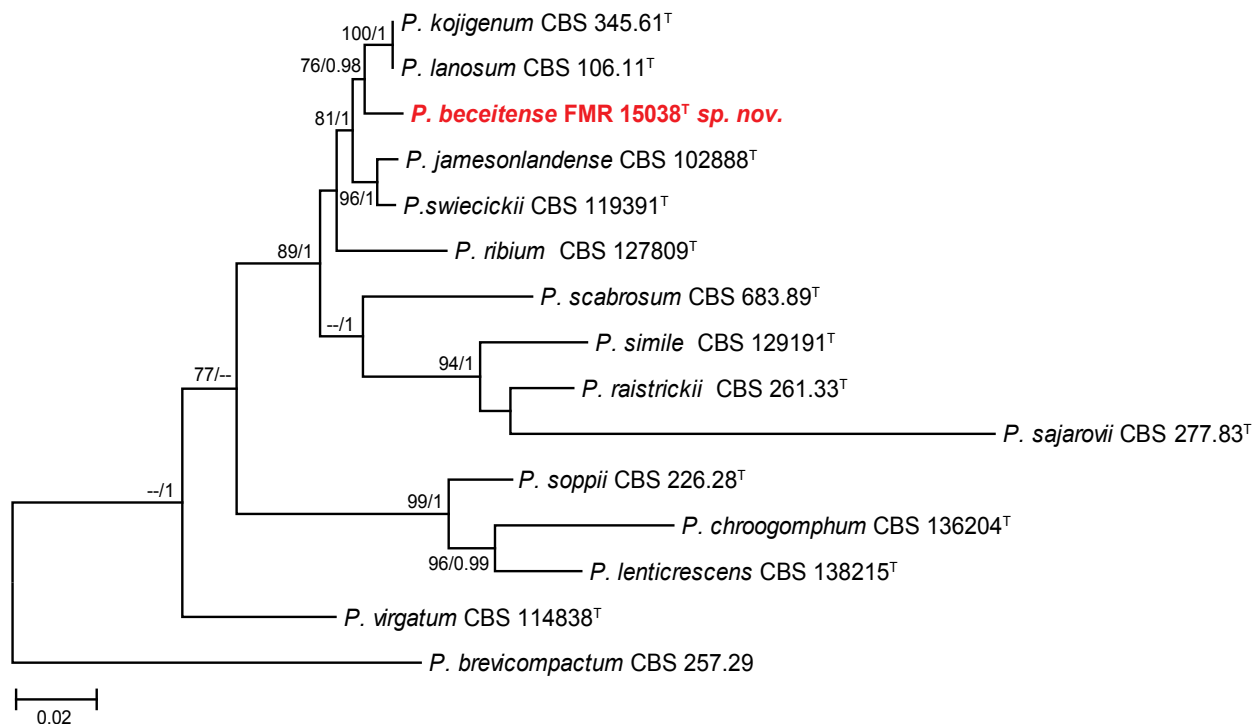 P. kojigenum CBS 345.61ᵀ
100/1
P. lanosum CBS 106.11ᵀ
76/0.98
P. beceitense FMR 15038ᵀ sp. nov.
81/1
P. jamesonlandense CBS 102888ᵀ
96/1
P.swiecickii CBS 119391ᵀ
89/1
P. ribium CBS 127809ᵀ
P. scabrosum CBS 683.89ᵀ
--/1
P. simile CBS 129191ᵀ
94/1
77/--
P. raistrickii CBS 261.33ᵀ
P. sajarovii CBS 277.83ᵀ
P. soppii CBS 226.28ᵀ
--/1
99/1
P. chroogomphum CBS 136204ᵀ
96/0.99
P. lenticrescens CBS 138215ᵀ
P. virgatum CBS 114838ᵀ
P. brevicompactum CBS 257.29
0.02